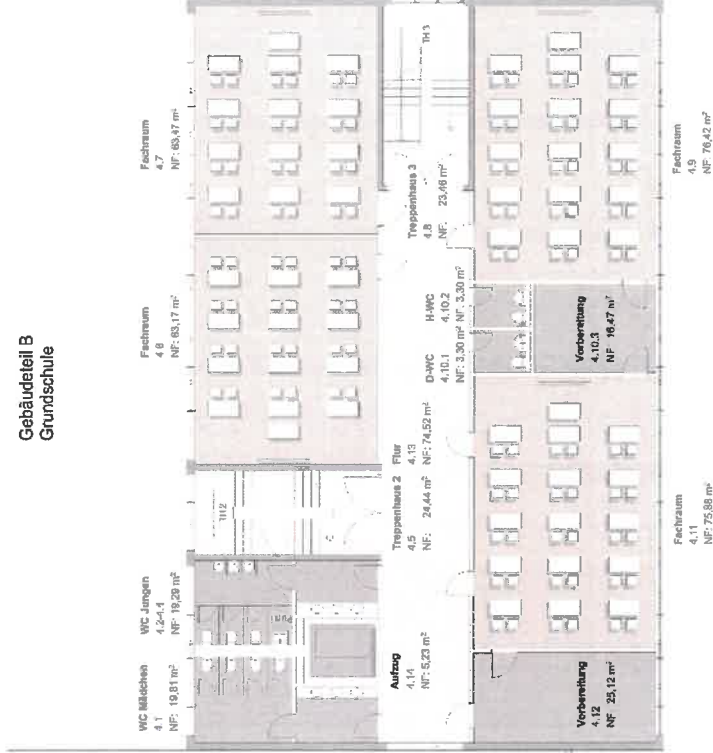 Gebäudeteil B
Grundschule
WC Mädchen
4.1
NF: 19,81 m²
WC Jungen
4.2-4.4
NF: 19,29 m²
Fachraum
4.6
NF: 63,17 m²
Fachraum
4.7
NF: 63,47 m²
TH 2
TH 3
Aufzug
4.14
NF: 5,23 m²
Treppenhaus 2
4.5
NF: 24,44 m²
Flur
4.13
NF: 74,52 m²
D-WC
4.10.1
NF: 3,30 m²
H-WC
4.10.2
NF: 3,30 m²
Treppenhaus 3
4.8
NF: 23,46 m²
Vorbereitung
4.12
NF 25,12 m²
Vorbereitung
4.10.3
NF 16,47 m²
Fachraum
4.11
NF: 75,88 m²
Fachraum
4.9
NF: 76,42 m²